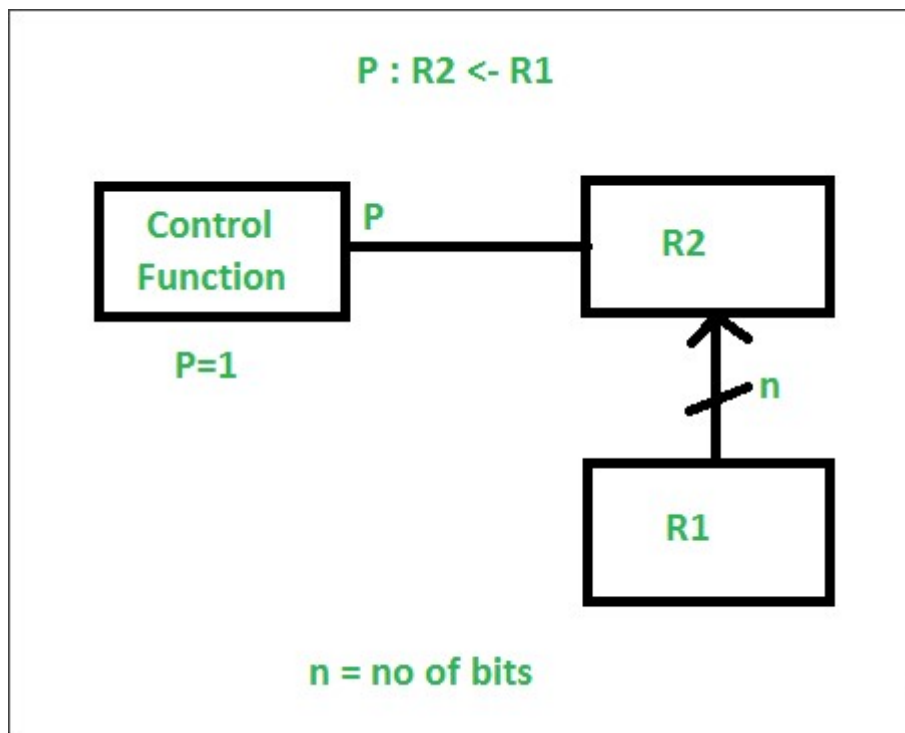 P : R2 <- R1
Control
Function
P
R2
P=1
n
R1
n = no of bits